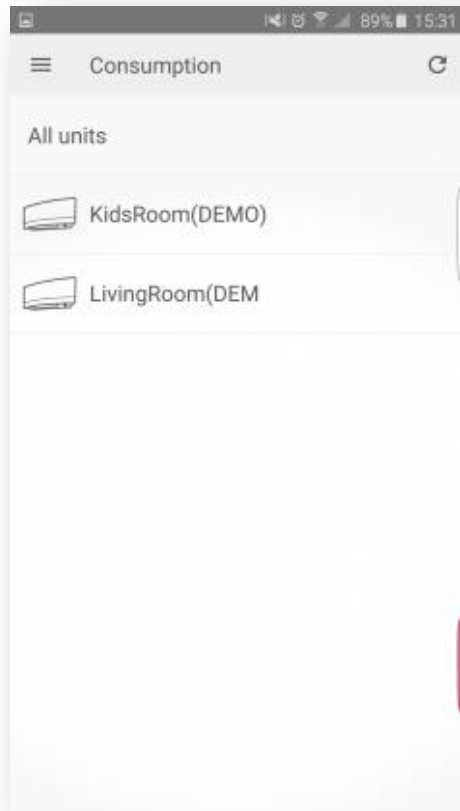 89% 15:31
Consumption
All units
KidsRoom(DEMO)
LivingRoom(DEM